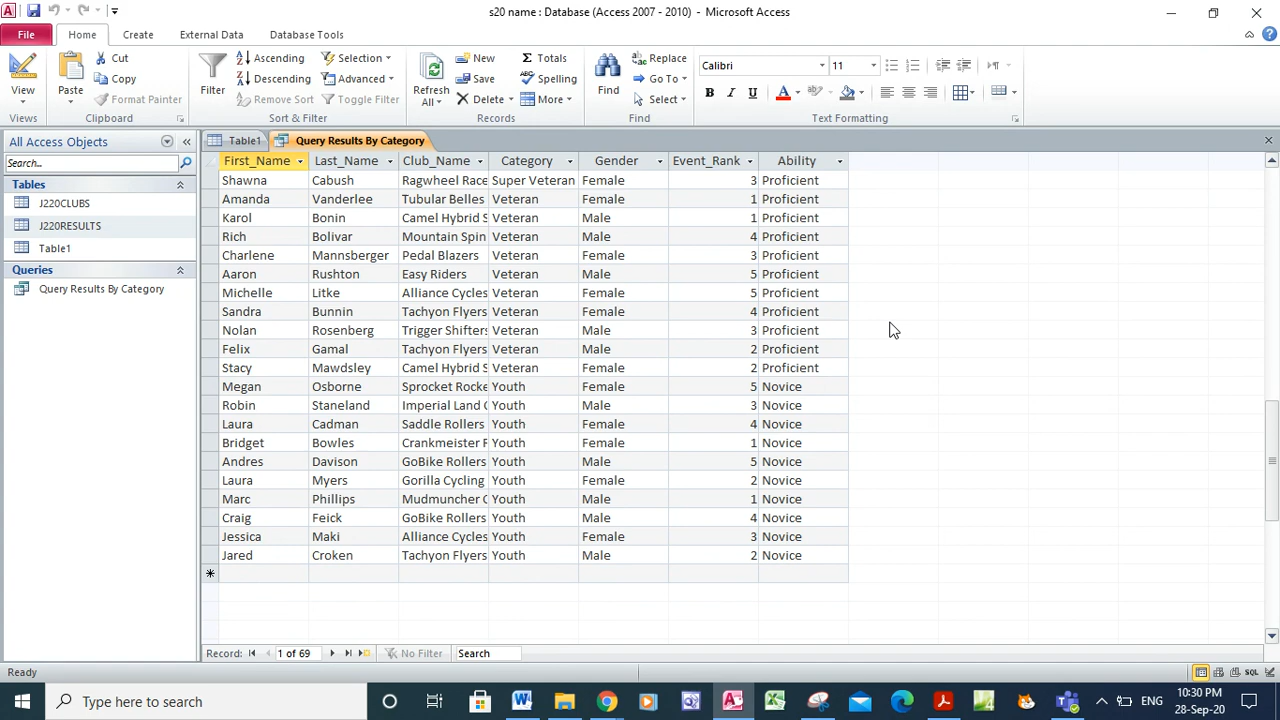 s20 name : Database (Access 2007 - 2010) - Microsoft Access
File Home Create External Data Database Tools
View
Views
Paste
Cut
Copy
Format Painter
Clipboard
Filter
Ascending
Descending
Remove Sort
Selection
Advanced
Toggle Filter
Sort & Filter
Refresh
All
New
Save
Delete
Totals
Spelling
More
Records
Find
Replace
Go To
Select
Find
Calibri 11
B I U
Text Formatting
All Access Objects
Search...
Tables
J220CLUBS
J220RESULTS
Table1
Queries
Query Results By Category
Table1 Query Results By Category
First_Name Last_Name Club_Name Category Gender Event_Rank Ability
Shawna Cabush Ragwheel Race Super Veteran Female 3 Proficient
Amanda Vanderlee Tubular Belles Veteran Female 1 Proficient
Karol Bonin Camel Hybrid S Veteran Male 1 Proficient
Rich Bolivar Mountain Spin Veteran Male 4 Proficient
Charlene Mannsberger Pedal Blazers Veteran Female 3 Proficient
Aaron Rushton Easy Riders Veteran Male 5 Proficient
Michelle Litke Alliance Cycles Veteran Female 5 Proficient
Sandra Bunnin Tachyon Flyers Veteran Female 4 Proficient
Nolan Rosenberg Trigger Shifters Veteran Male 3 Proficient
Felix Gamal Tachyon Flyers Veteran Male 2 Proficient
Stacy Mawdsley Camel Hybrid S Veteran Female 2 Proficient
Megan Osborne Sprocket Rocke Youth Female 5 Novice
Robin Staneland Imperial Land C Youth Male 3 Novice
Laura Cadman Saddle Rollers Youth Female 4 Novice
Bridget Bowles Crankmeister R Youth Female 1 Novice
Andres Davison GoBike Rollers Youth Male 5 Novice
Laura Myers Gorilla Cycling Youth Female 2 Novice
Marc Phillips Mudmuncher C Youth Male 1 Novice
Craig Feick GoBike Rollers Youth Male 4 Novice
Jessica Maki Alliance Cycles Youth Female 3 Novice
Jared Croken Tachyon Flyers Youth Male 2 Novice
Record: 1 of 69 No Filter Search
Ready
SQL
Type here to search
ENG
10:30 PM
28-Sep-20